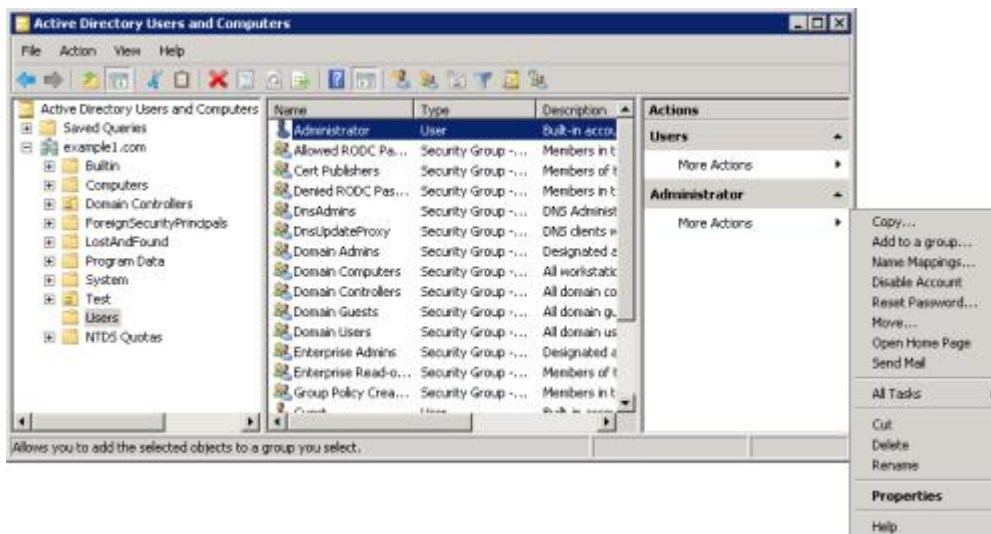 Active Directory Users and Computers
File Action View Help
Active Directory Users and Computers
Saved Queries
example1.com
Builtin
Computers
Domain Controllers
ForeignSecurityPrincipals
LostAndFound
Program Data
System
Test
Users
NTDS Quotas
Name Type Description
Administrator User Built-in accou
Allowed RODC Pa... Security Group -... Members in t
Cert Publishers Security Group -... Members of t
Denied RODC Pas... Security Group -... Members in t
DnsAdmins Security Group -... DNS Administ
DnsUpdateProxy Security Group -... DNS clients
Domain Admins Security Group -... Designated a
Domain Computers Security Group -... All workstatio
Domain Controllers Security Group -... All domain co
Domain Guests Security Group -... All domain gu
Domain Users Security Group -... All domain us
Enterprise Admins Security Group -... Designated a
Enterprise Read-o... Security Group -... Members of t
Group Policy Crea... Security Group -... Members in t
Actions
Users
More Actions
Administrator
More Actions
Copy...
Add to a group...
Name Mappings...
Disable Account
Reset Password...
Move...
Open Home Page
Send Mail
All Tasks
Cut
Delete
Rename
Properties
Help
Allows you to add the selected objects to a group you select.